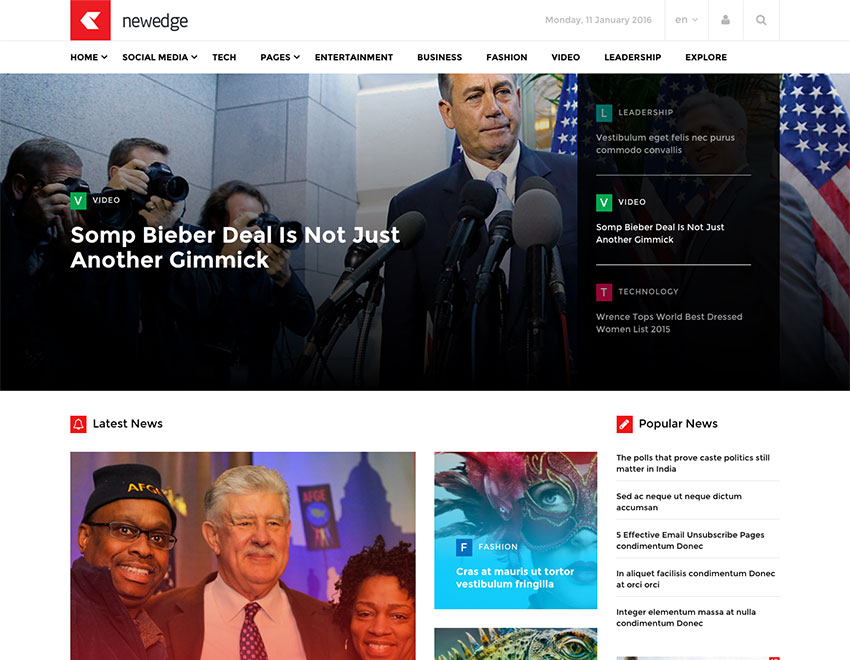 newedge
Monday, 11 January 2016
en
HOME SOCIAL MEDIA TECH PAGES ENTERTAINMENT BUSINESS FASHION VIDEO LEADERSHIP EXPLORE
V VIDEO
Somp Bieber Deal Is Not Just
Another Gimmick
L LEADERSHIP
Vestibulum eget felis nec purus
commodo convallis
V VIDEO
Somp Bieber Deal Is Not Just
Another Gimmick
T TECHNOLOGY
Wrence Tops World Best Dressed
Women List 2015
Latest News
AFGE
AFGE
F FASHION
Cras at mauris ut tortor
vestibulum fringilla
Popular News
The polls that prove caste politics still
matter in India
Sed ac neque ut neque dictum
accumsan
5 Effective Email Unsubscribe Pages
condimentum Donec
In aliquet facilisis condimentum Donec
at orci orci
Integer elementum massa at nulla
condimentum Donec